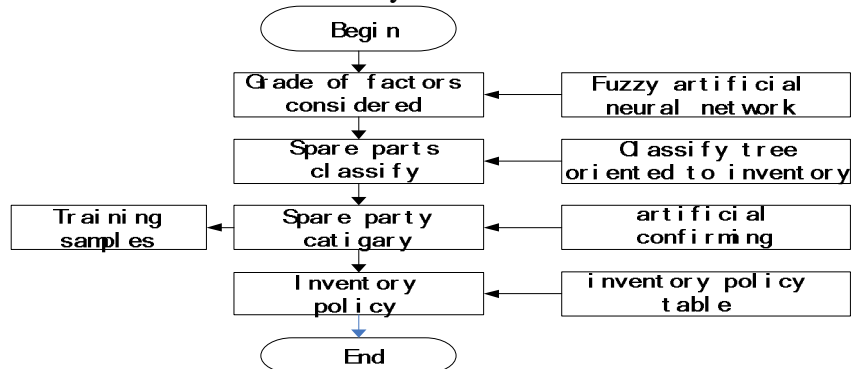 Begin
Grade of factors
considered
Fuzzy artificial
neural network
Spare parts
classify
Classify tree
oriented to inventory
Training
samples
Spare party
catigary
artificial
confirming
Inventory
policy
inventory policy
table
End